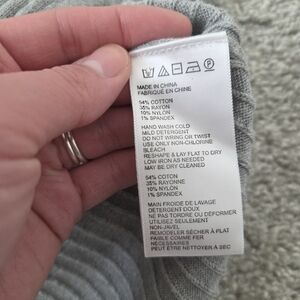 MADE IN CHINA
FABRIQUÉ EN CHINE
54% COTTON
35% RAYON
10% NYLON
1% SPANDEX
HAND WASH COLD
MILD DETERGENT
DO NOT WRING OR TWIST
USE ONLY NON-CHLORINE
BLEACH
RESHAPE & LAY FLAT TO DRY
LOW IRON AS NEEDED
MAY BE DRY CLEANED
54% COTON
35% RAYONNE
10% NYLON
1% SPANDEX
MAIN FROIDE DE LAVAGE
DETERGENT DOUX
NE PAS TORDRE OU DÉFORMER
UTILISEZ SEULEMENT
NON-JAVEL
REMODELER SÉCHER À PLAT
FAIBLE COMME FER
NÉCESSAIRES
PEUT ÊTRE NETTOYER À SEC